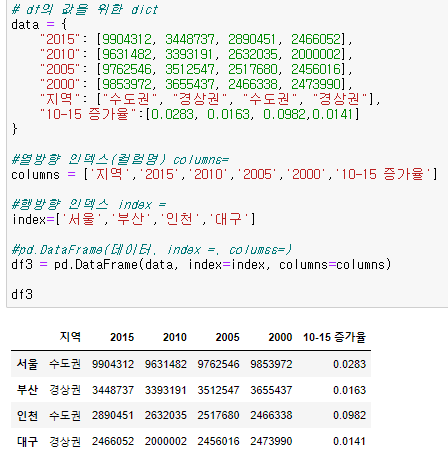 # df의 값을 위한 dict
data = {
    "2015": [9904312, 3448737, 2890451, 2466052],
    "2010": [9631482, 3393191, 2632035, 2000002],
    "2005": [9762546, 3512547, 2517680, 2456016],
    "2000": [9853972, 3655437, 2466338, 2473990],
    "지역": ["수도권", "경상권", "수도권", "경상권"],
    "10-15 증가율":[0.0283, 0.0163, 0.0982,0.0141]
}
#열방향 인덱스(컬럼명) columns=
columns = ['지역','2015','2010','2005','2000','10-15 증가율']
#행방향 인덱스 index =
index=['서울','부산','인천','대구']
#pd.DataFrame(데이터, index =, columss=)
df3 = pd.DataFrame(data, index=index, columns=columns)
df3
지역 2015 2010 2005 2000 10-15 증가율
서울 수도권 9904312 9631482 9762546 9853972 0.0283
부산 경상권 3448737 3393191 3512547 3655437 0.0163
인천 수도권 2890451 2632035 2517680 2466338 0.0982
대구 경상권 2466052 2000002 2456016 2473990 0.0141